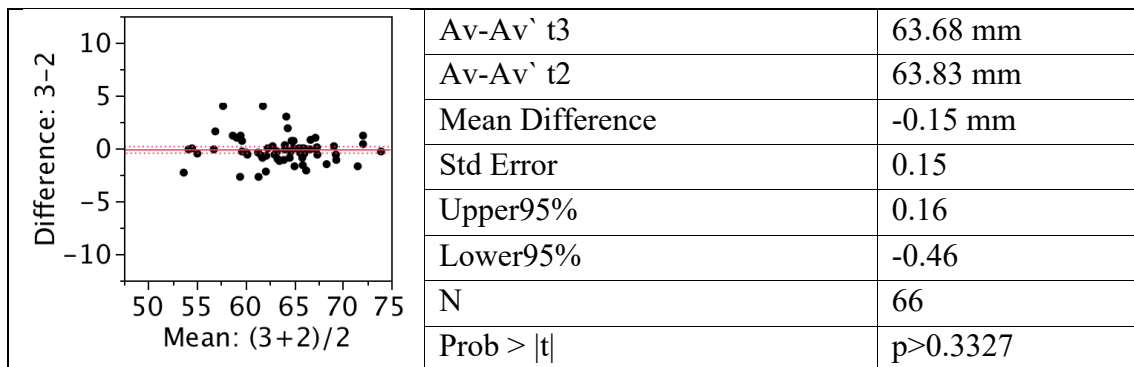 Difference: 3-2
10
5
0
-5
-10
50 55 60 65 70 75
Mean: (3+2)/2
Av-Av` t3 63.68 mm
Av-Av` t2 63.83 mm
Mean Difference -0.15 mm
Std Error 0.15
Upper95% 0.16
Lower95% -0.46
N 66
Prob > |t| p>0.3327